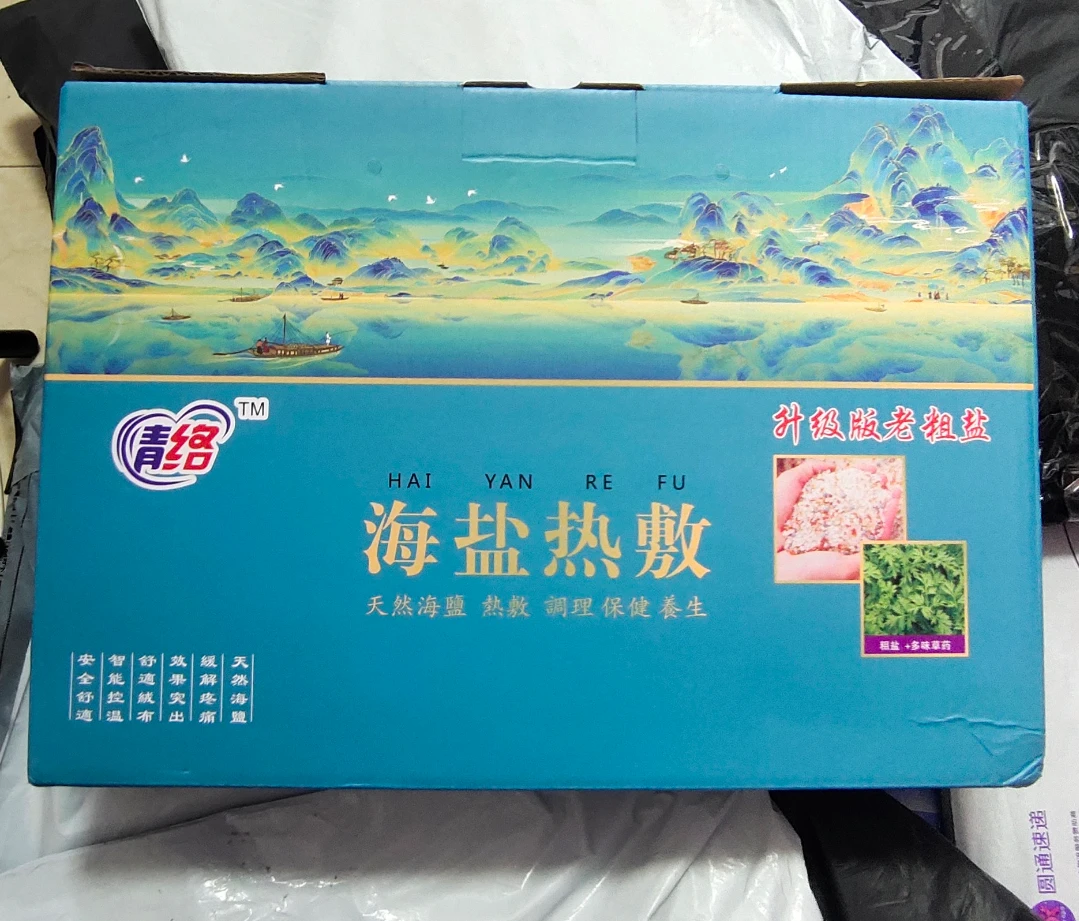 青络 TM
升级版老粗盐
HAI YAN RE FU
海盐热敷
天然海鹽 熱敷 調理保健養生
粗盐 +多味草药
天然海鹽
緩解疼痛
效果突出
舒適絨布
智能控温
安全舒適
圆通速递